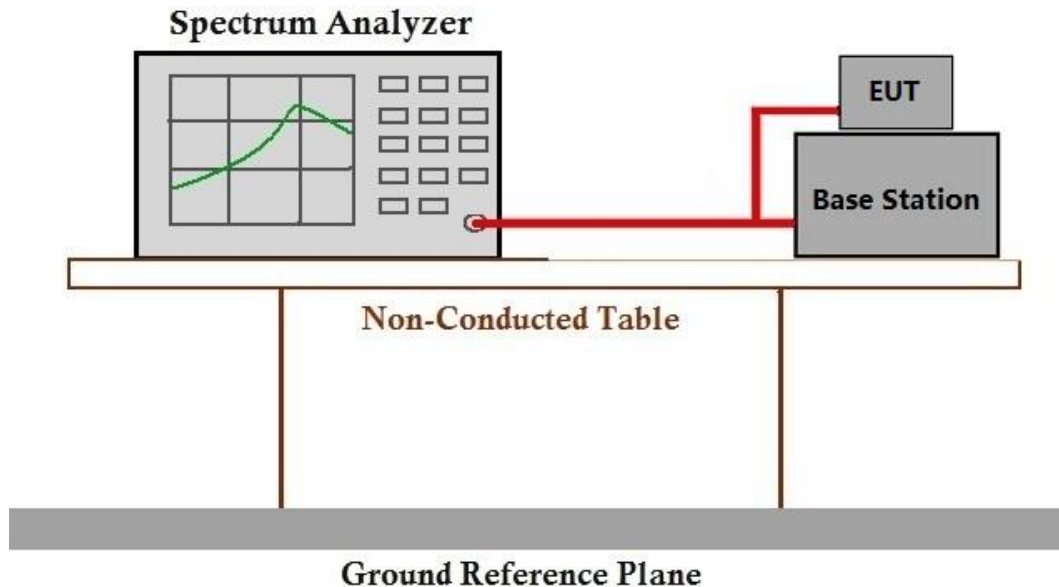 Spectrum Analyzer
EUT
Base Station
Non-Conducted Table
Ground Reference Plane